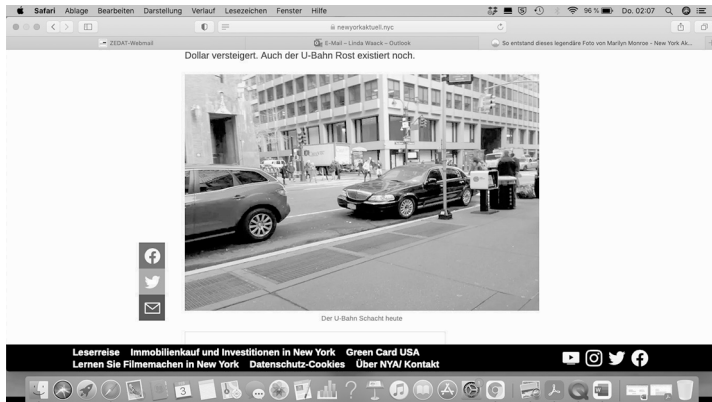 Safari Ablage Bearbeiten Darstellung Verlauf Lesezeichen Fenster Hilfe 96 % Do. 02:07
newyorkaktuell.nyc
ZEDAT-Webmail E-Mail – Linda Waack – Outlook So entstand dieses legendäre Foto von Marilyn Monroe - New York Ak...
Dollar versteigert. Auch der U-Bahn Rost existiert noch.
Der U-Bahn Schacht heute
Leserreise Immobilienkauf und Investitionen in New York Green Card USA
Lernen Sie Filmemachen in New York Datenschutz-Cookies Über NYA/ Kontakt
3